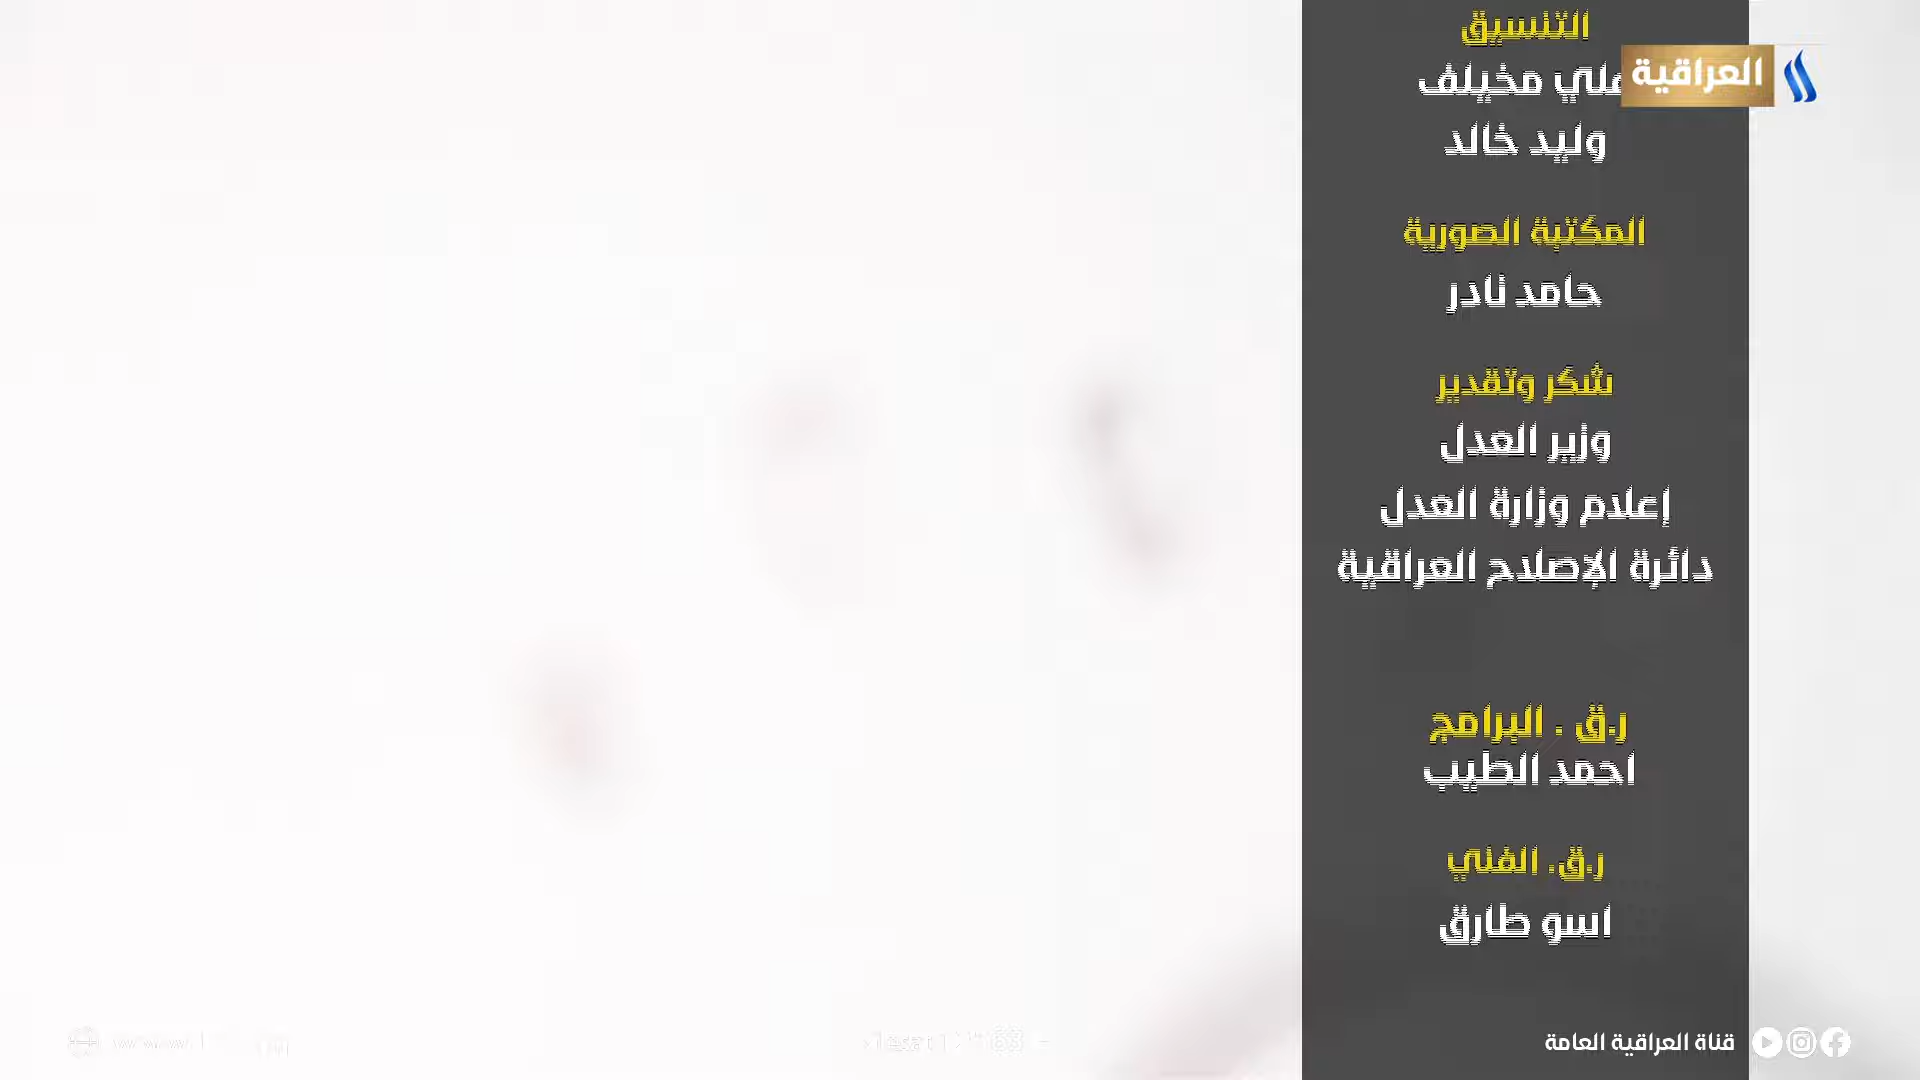 التنسيق
علي مخيلف
العراقية
وليد خالد
المكتبة الصورية
حامد نادر
شكر وتقدير
وزير العدل
إعلام وزارة العدل
دائرة الإصلاح العراقية
ر.ق . البرامج
احمد الطيب
ر.ق. الفني
اسو طارق
قناة العراقية العامة